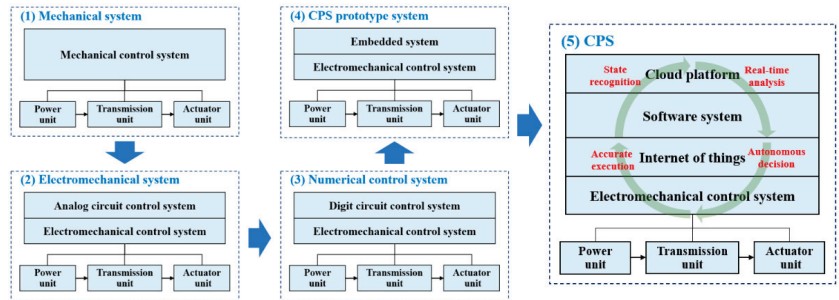 (1) Mechanical system
Mechanical control system
Power
unit
Transmission
unit
Actuator
unit
(2) Electromechanical system
Analog circuit control system
Electromechanical control system
Power
unit
Transmission
unit
Actuator
unit
(3) Numerical control system
Digit circuit control system
Electromechanical control system
Power
unit
Transmission
unit
Actuator
unit
(4) CPS prototype system
Embedded system
Electromechanical control system
Power
unit
Transmission
unit
Actuator
unit
(5) CPS
State
recognition
Cloud platform
Real-time
analysis
Software system
Accurate
execution
Internet of things
Autonomous
decision
Electromechanical control system
Power
unit
Transmission
unit
Actuator
unit